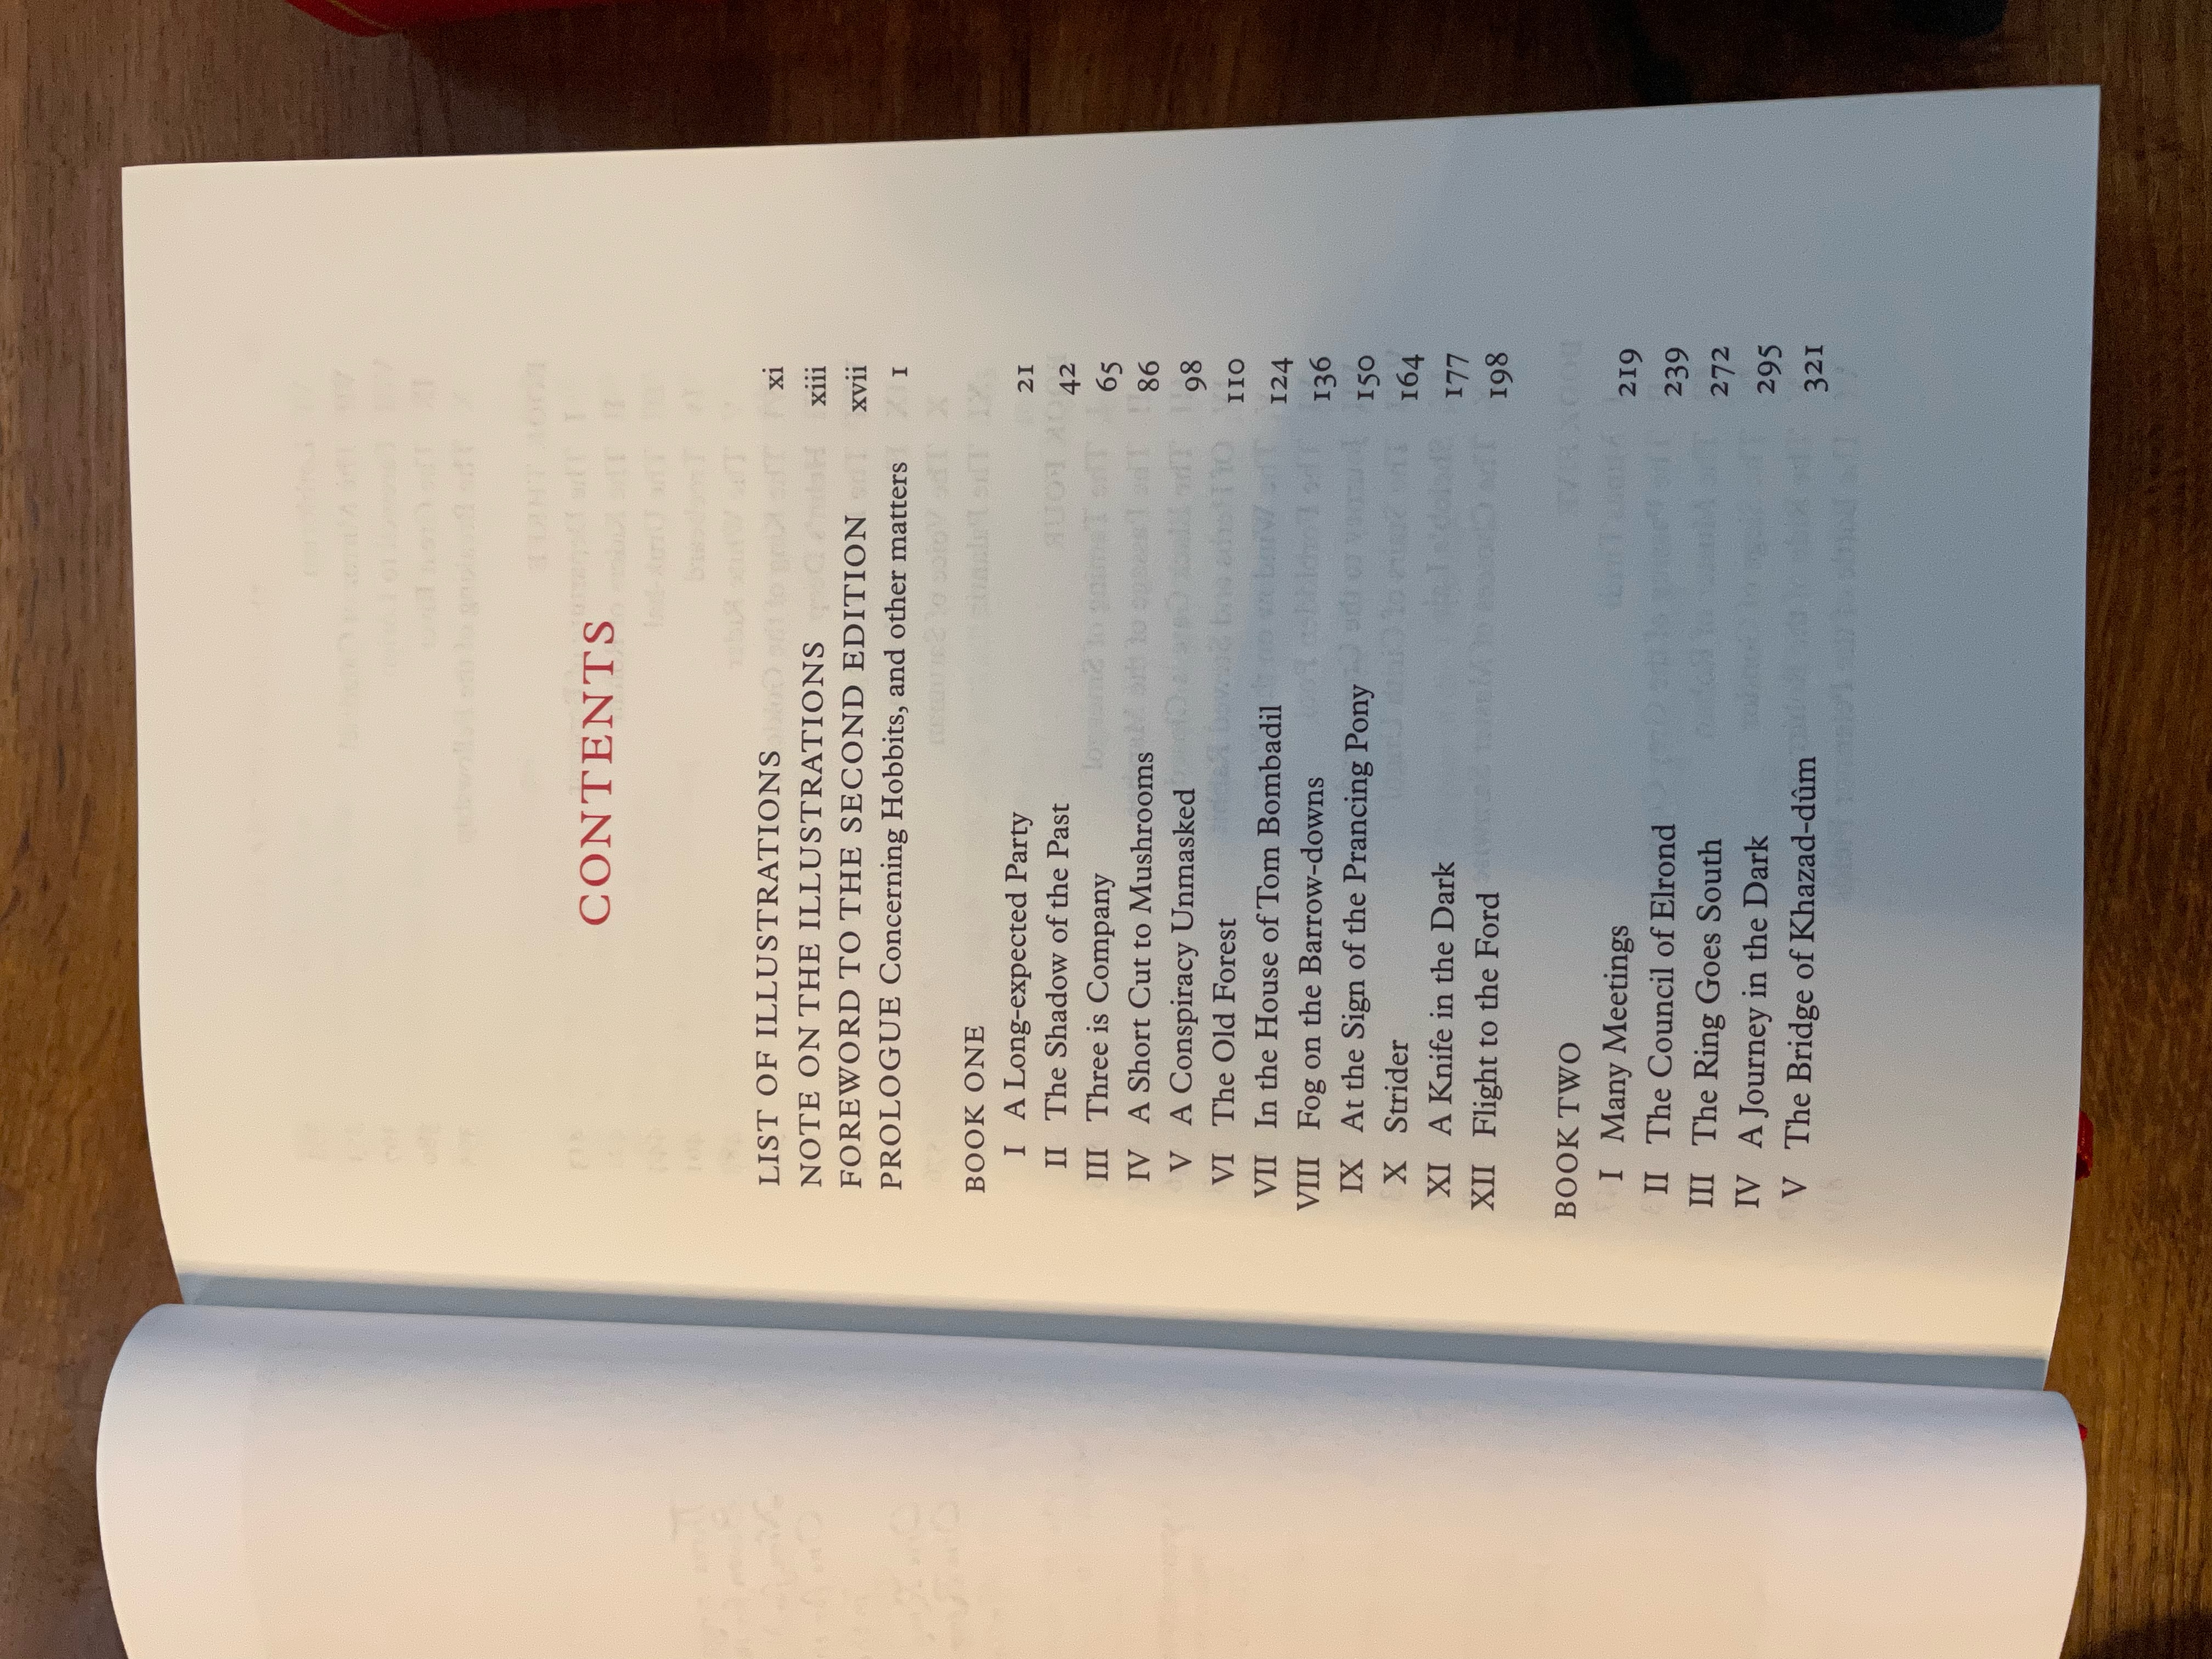 CONTENTS
LIST OF ILLUSTRATIONS xi
NOTE ON THE ILLUSTRATIONS xiii
FOREWORD TO THE SECOND EDITION xvii
PROLOGUE Concerning Hobbits, and other matters 1
BOOK ONE
I A Long-expected Party 21
II The Shadow of the Past 42
III Three is Company 65
IV A Short Cut to Mushrooms 86
V A Conspiracy Unmasked 98
VI The Old Forest 110
VII In the House of Tom Bombadil 124
VIII Fog on the Barrow-downs 136
IX At the Sign of the Prancing Pony 150
X Strider 164
XI A Knife in the Dark 177
XII Flight to the Ford 198
BOOK TWO
I Many Meetings 219
II The Council of Elrond 239
III The Ring Goes South 272
IV A Journey in the Dark 295
V The Bridge of Khazad-dûm 321